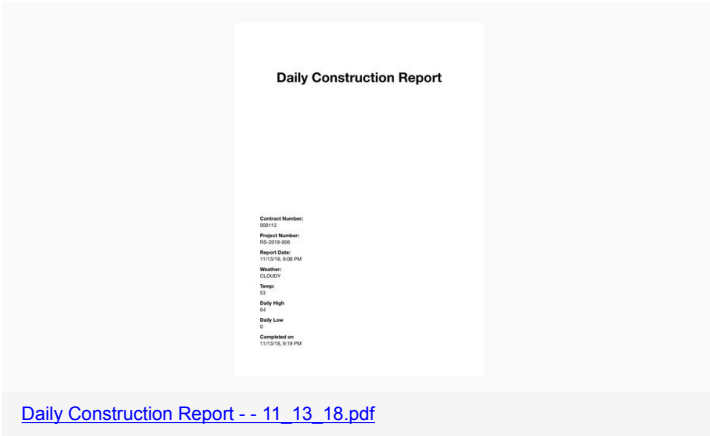 Daily Construction Report
Contract Number:
000112
Project Number:
RS-2018-006
Report Date:
11/13/18, 9:08 PM
Weather:
CLOUDY
Temp:
53
Daily High
64
Daily Low
0
Completed on
11/13/18, 9:19 PM
Daily Construction Report - - 11_13_18.pdf